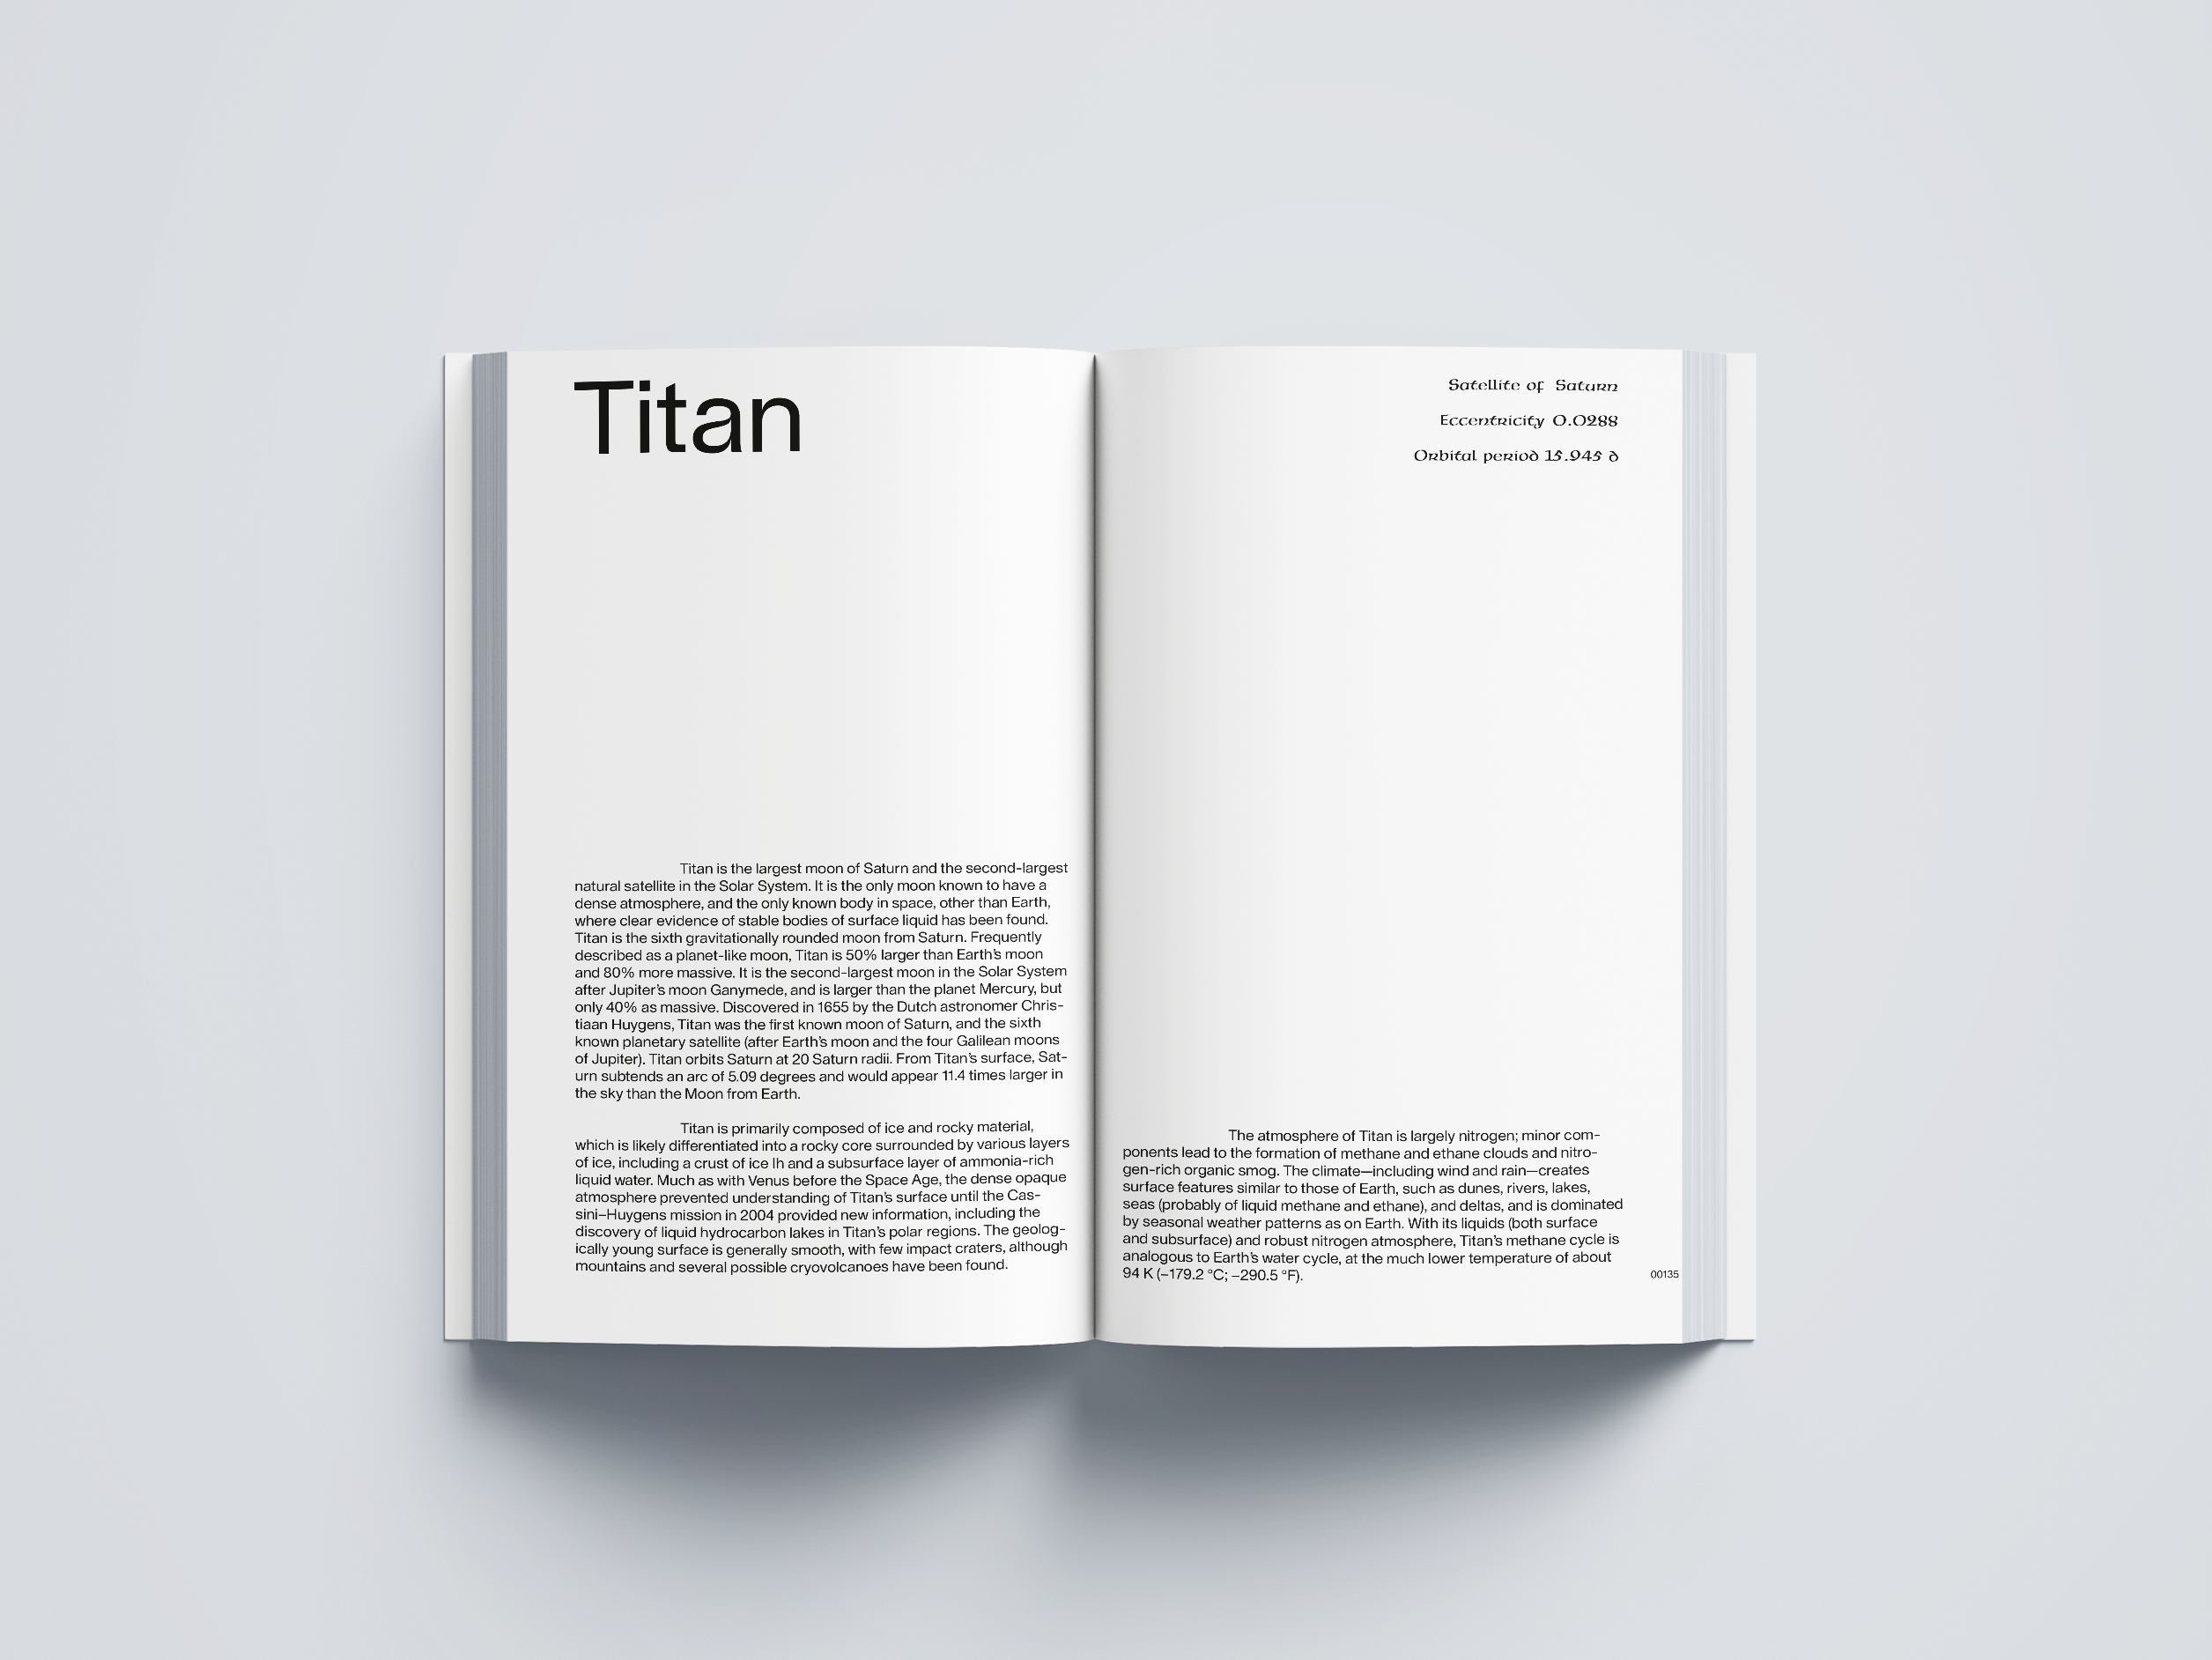 Titan
Titan is the largest moon of Saturn and the second-largest
natural satellite in the Solar System. It is the only moon known to have a
dense atmosphere, and the only known body in space, other than Earth,
where clear evidence of stable bodies of surface liquid has been found.
Titan is the sixth gravitationally rounded moon from Saturn. Frequently
described as a planet-like moon, Titan is 50% larger than Earth's moon
and 80% more massive. It is the second-largest moon in the Solar System
after Jupiter's moon Ganymede, and is larger than the planet Mercury, but
only 40% as massive. Discovered in 1655 by the Dutch astronomer Chris-
tiaan Huygens, Titan was the first known moon of Saturn, and the sixth
known planetary satellite (after Earth's moon and the four Galilean moons
of Jupiter). Titan orbits Saturn at 20 Saturn radii. From Titan's surface, Sat-
urn subtends an arc of 5.09 degrees and would appear 11.4 times larger in
the sky than the Moon from Earth.
Titan is primarily composed of ice and rocky material,
which is likely differentiated into a rocky core surrounded by various layers
of ice, including a crust of ice Ih and a subsurface layer of ammonia-rich
liquid water. Much as with Venus before the Space Age, the dense opaque
atmosphere prevented understanding of Titan's surface until the Cas-
sini–Huygens mission in 2004 provided new information, including the
discovery of liquid hydrocarbon lakes in Titan's polar regions. The geolog-
ically young surface is generally smooth, with few impact craters, although
mountains and several possible cryovolcanoes have been found.
Satellite of Saturn
Eccentricity 0.0288
Orbital period 15.945 d
The atmosphere of Titan is largely nitrogen; minor com-
ponents lead to the formation of methane and ethane clouds and nitro-
gen-rich organic smog. The climate—including wind and rain—creates
surface features similar to those of Earth, such as dunes, rivers, lakes,
seas (probably of liquid methane and ethane), and deltas, and is dominated
by seasonal weather patterns as on Earth. With its liquids (both surface
and subsurface) and robust nitrogen atmosphere, Titan's methane cycle is
analogous to Earth's water cycle, at the much lower temperature of about
94 K (−179.2 °C; −290.5 °F).
00135